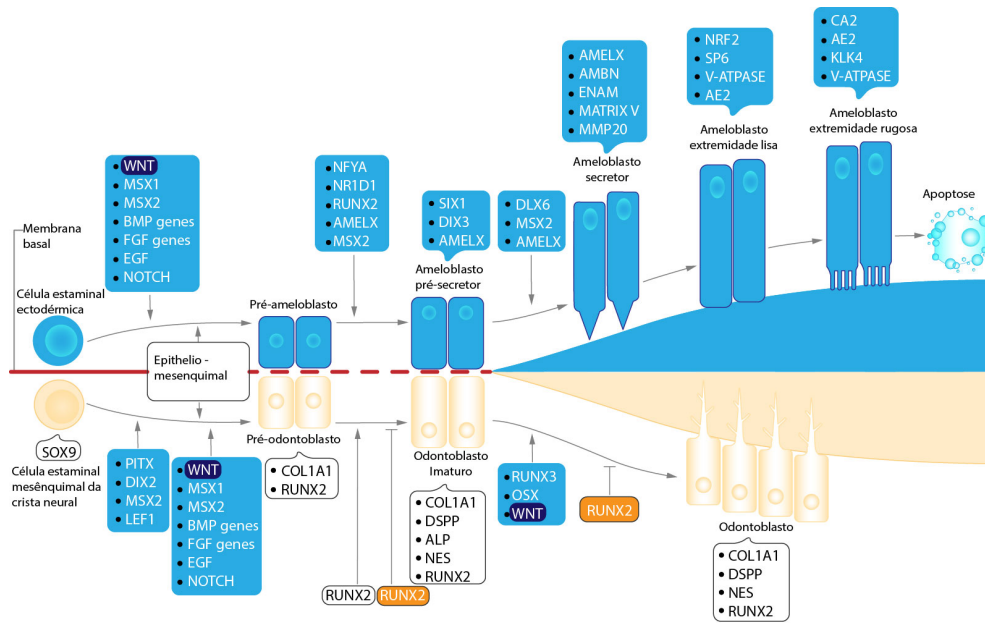 • CA2
• AE2
• KLK4
• V-ATPASE
• NRF2
• SP6
• V-ATPASE
• AE2
• AMELX
• AMBN
• ENAM
• MATRIX V
• MMP20
Ameloblasto
extremidade rugosa
Ameloblasto
extremidade lisa
Ameloblasto
secretor
Apoptose
• WNT
• MSX1
• MSX2
• BMP genes
• FGF genes
• EGF
• NOTCH
• NFYA
• NR1D1
• RUNX2
• AMELX
• MSX2
• SIX1
• DIX3
• AMELX
• DLX6
• MSX2
• AMELX
Membrana
basal
Célula estaminal
ectodérmica
Pré-ameloblasto
Ameloblasto
pré-secretor
Epithelio -
mesenquimal
SOX9
Célula estaminal
mesênquimal da
crista neural
• PITX
• DIX2
• MSX2
• LEF1
• WNT
• MSX1
• MSX2
• BMP genes
• FGF genes
• EGF
• NOTCH
Pré-odontoblasto
• COL1A1
• RUNX2
RUNX2
RUNX2
Odontoblasto
Imaturo
• COL1A1
• DSPP
• ALP
• NES
• RUNX2
• RUNX3
• OSX
• WNT
RUNX2
Odontoblasto
• COL1A1
• DSPP
• NES
• RUNX2